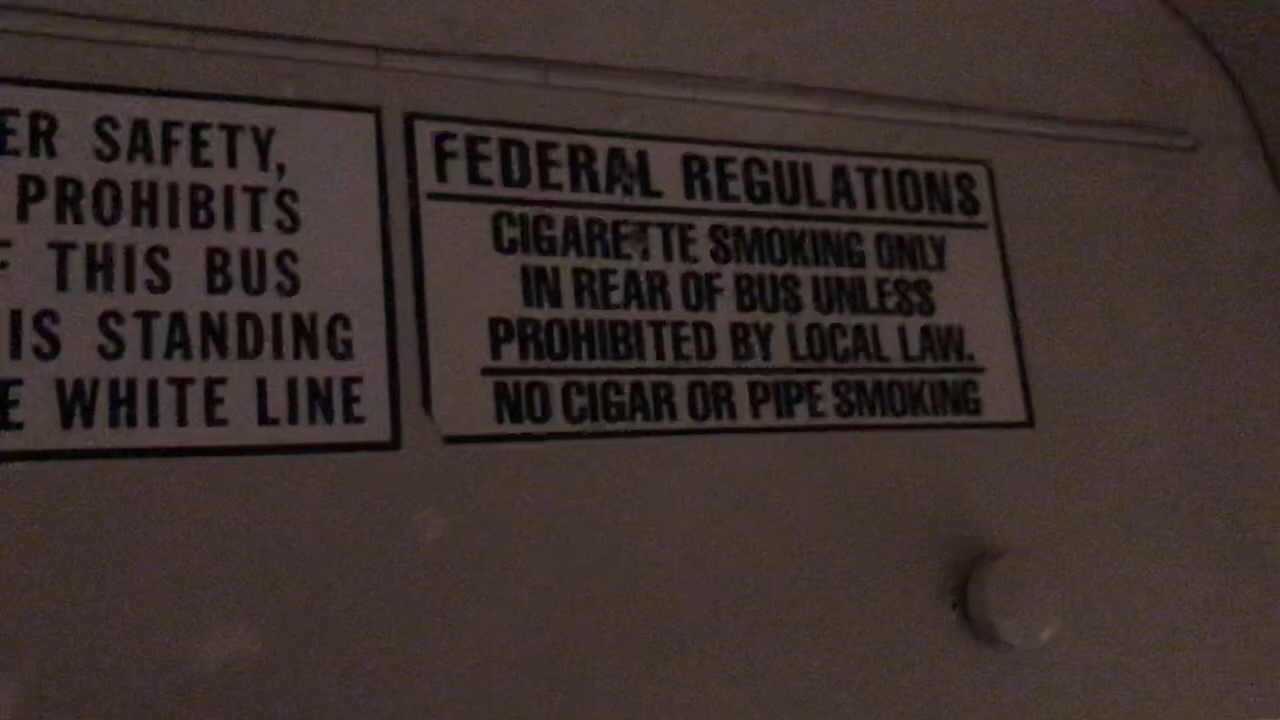 ER SAFETY,
PROHIBITS
F THIS BUS
IS STANDING
E WHITE LINE
FEDERAL REGULATIONS
CIGARETTE SMOKING ONLY
IN REAR OF BUS UNLESS
PROHIBITED BY LOCAL LAW.
NO CIGAR OR PIPE SMOKING